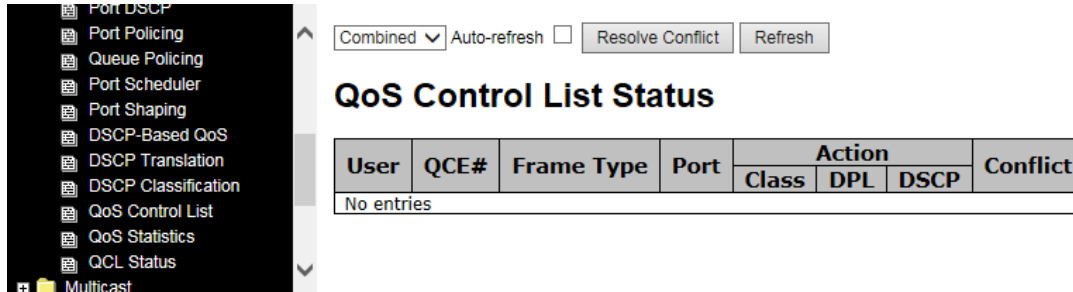 Port DSCP
Port Policing
Queue Policing
Port Scheduler
Port Shaping
DSCP-Based QoS
DSCP Translation
DSCP Classification
QoS Control List
QoS Statistics
QCL Status
Multicast
Combined Auto-refresh Resolve Conflict Refresh
QoS Control List Status
User QCE# Frame Type Port Action Conflict
Class DPL DSCP
No entries